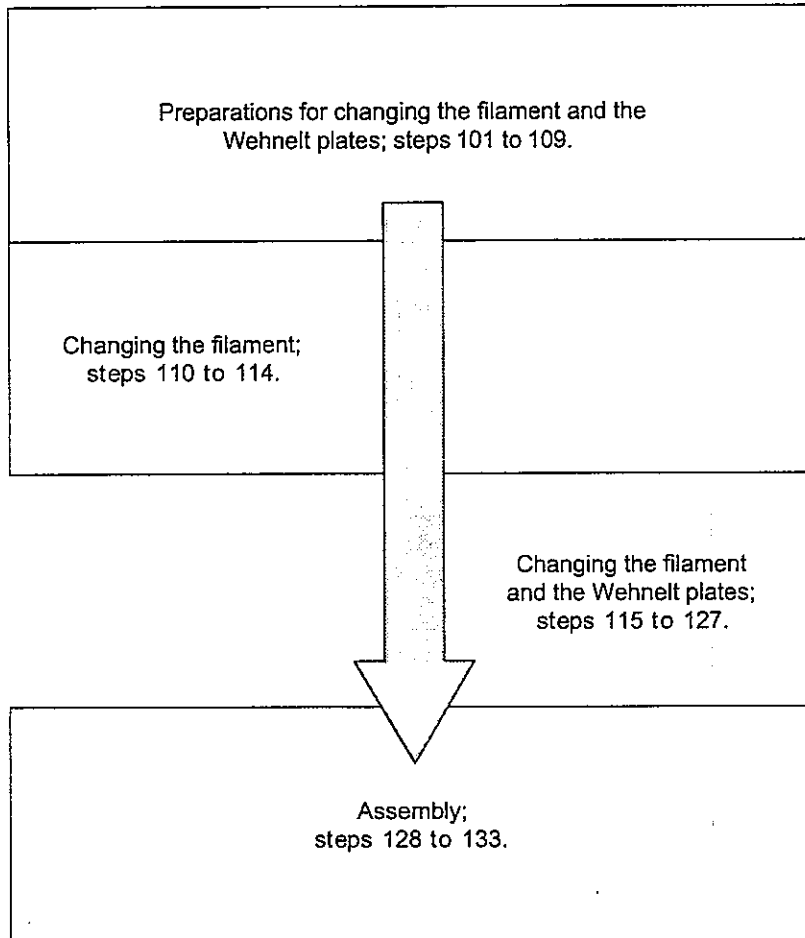 Preparations for changing the filament and the
Wehnelt plates; steps 101 to 109.
Changing the filament;
steps 110 to 114.
Changing the filament
and the Wehnelt plates;
steps 115 to 127.
Assembly;
steps 128 to 133.